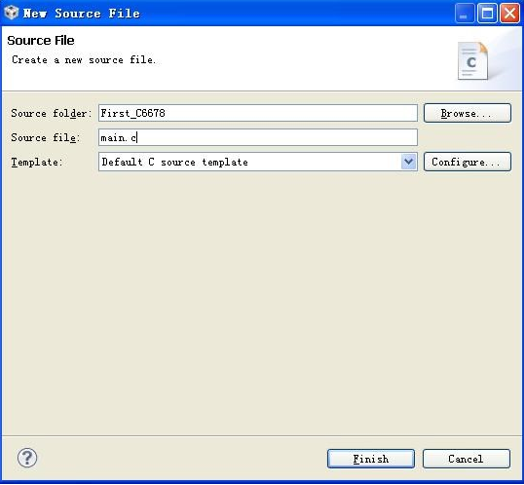 New Source File
Source File
Create a new source file.
C
Source folder: First_C6678 Browse...
Source file: main.c
Template: Default C source template Configure...
? Finish Cancel